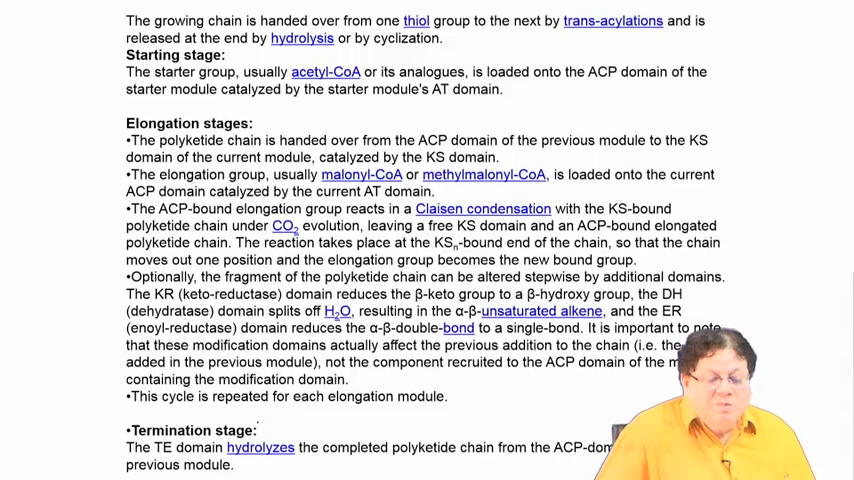 The growing chain is handed over from one thiol group to the next by trans-acylations and is
released at the end by hydrolysis or by cyclization.
Starting stage:
The starter group, usually acetyl-CoA or its analogues, is loaded onto the ACP domain of the
starter module catalyzed by the starter module's AT domain.
Elongation stages:
•The polyketide chain is handed over from the ACP domain of the previous module to the KS
domain of the current module, catalyzed by the KS domain.
•The elongation group, usually malonyl-CoA or methylmalonyl-CoA, is loaded onto the current
ACP domain catalyzed by the current AT domain.
•The ACP-bound elongation group reacts in a Claisen condensation with the KS-bound
polyketide chain under CO₂ evolution, leaving a free KS domain and an ACP-bound elongated
polyketide chain. The reaction takes place at the KSₙ-bound end of the chain, so that the chain
moves out one position and the elongation group becomes the new bound group.
•Optionally, the fragment of the polyketide chain can be altered stepwise by additional domains.
The KR (keto-reductase) domain reduces the β-keto group to a β-hydroxy group, the DH
(dehydratase) domain splits off H₂O, resulting in the α-β-unsaturated alkene, and the ER
(enoyl-reductase) domain reduces the α-β-double-bond to a single-bond. It is important to note
that these modification domains actually affect the previous addition to the chain (i.e. the
added in the previous module), not the component recruited to the ACP domain of the
containing the modification domain.
•This cycle is repeated for each elongation module.
•Termination stage:
The TE domain hydrolyzes the completed polyketide chain from the
previous module.